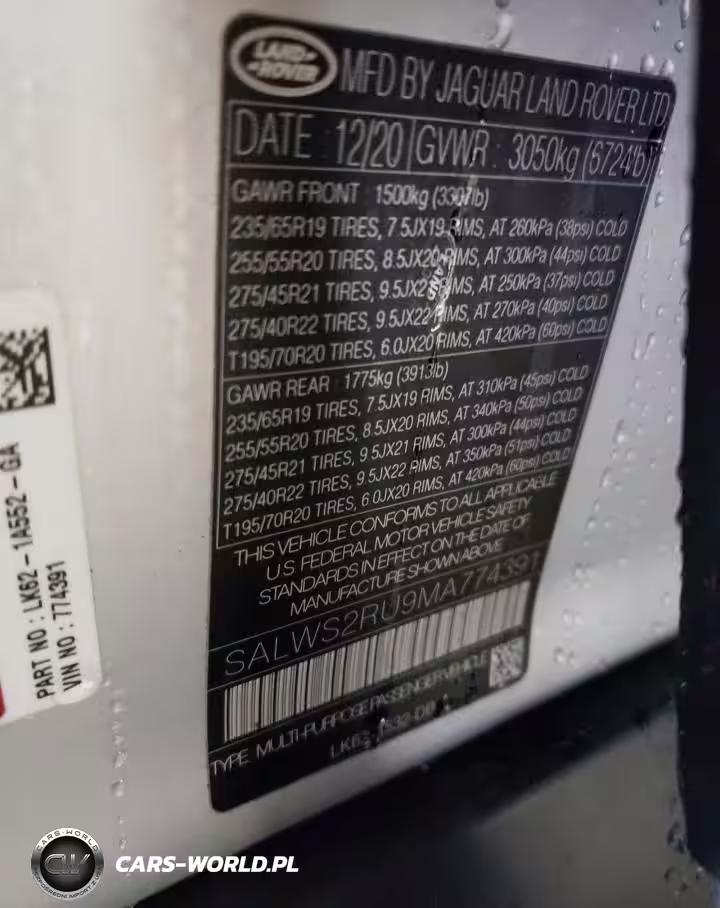 LAND
ROVER
MFD BY JAGUAR LAND ROVER LTD
DATE 12/20 GVWR : 3050kg (6724lb)
GAWR FRONT 1500kg (3307lb)
235/65R19 TIRES, 7.5JX19 RIMS, AT 260kPa (38psi) COLD
255/55R20 TIRES, 8.5JX20 RIMS, AT 300kPa (44psi) COLD
275/45R21 TIRES, 9.5JX21 RIMS, AT 250kPa (37psi) COLD
275/40R22 TIRES, 9.5JX22 RIMS, AT 270kPa (40psi) COLD
T195/70R20 TIRES, 6.0JX20 RIMS, AT 420kPa (60psi) COLD
GAWR REAR 1775kg (3913lb)
235/65R19 TIRES, 7.5JX19 RIMS, AT 310kPa (45psi) COLD
255/55R20 TIRES, 8.5JX20 RIMS, AT 340kPa (50psi) COLD
275/45R21 TIRES, 9.5JX21 RIMS, AT 300kPa (44psi) COLD
275/40R22 TIRES, 9.5JX22 RIMS, AT 350kPa (51psi) COLD
T195/70R20 TIRES, 6.0JX20 RIMS, AT 420kPa (60psi) COLD
THIS VEHICLE CONFORMS TO ALL APPLICABLE
U.S. FEDERAL MOTOR VEHICLE SAFETY
STANDARDS IN EFFECT ON THE DATE OF
MANUFACTURE SHOWN ABOVE
SALWS2RU9MA774391
TYPE MULTI-PURPOSE PASSENGER VEHICLE
PART NO : LK62-1A552-GA
VIN NO : 774391
CARS-WORLD
CW
CARS-WORLD.PL